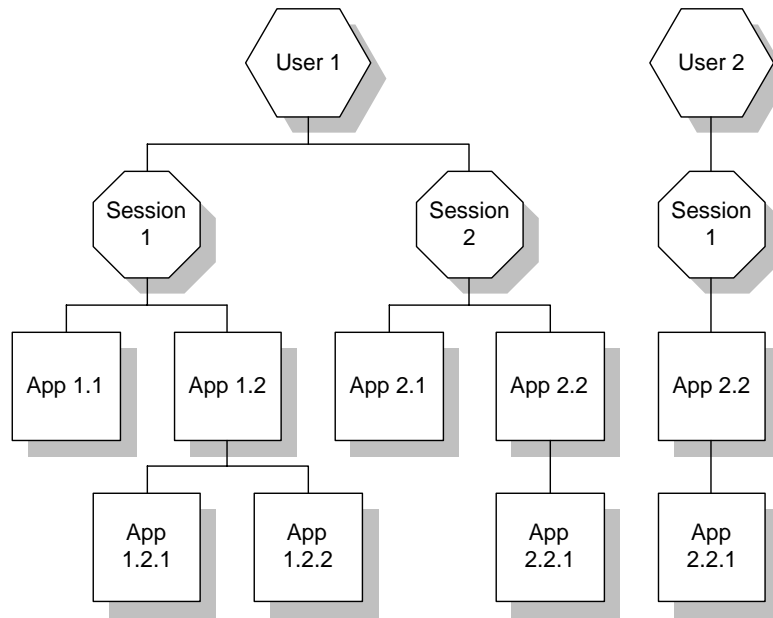 User 1
User 2
Session
1
Session
2
Session
1
App 1.1
App 1.2
App 2.1
App 2.2
App 2.2
App
1.2.1
App
1.2.2
App
2.2.1
App
2.2.1